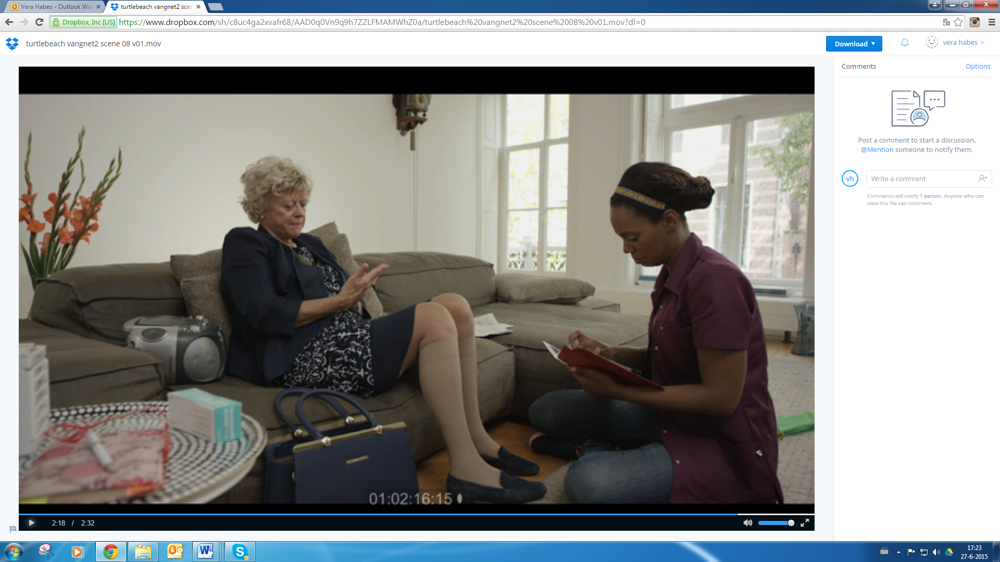 Vera Habes - Outlook We
turtlebeach vangnet2 scer
Dropbox, Inc [US]
https://www.dropbox.com/sh/c8uc4ga2xvafr68/AAD0q0Vn9q9h7ZZLFMAMWhZ0a/turtlebeach%20vangnet2%20scene%2008%20v01.mov?dl=0
turtlebeach vangnet2 scene 08 v01.mov
Download
vera habes
Comments
Options
Post a comment to start a discussion.
@Mention someone to notify them.
vh
Write a comment
Comments will notify 1 person. Anyone who can
view this file can comment.
01:02:16:15
2:18 / 2:32
17:23
27-6-2015